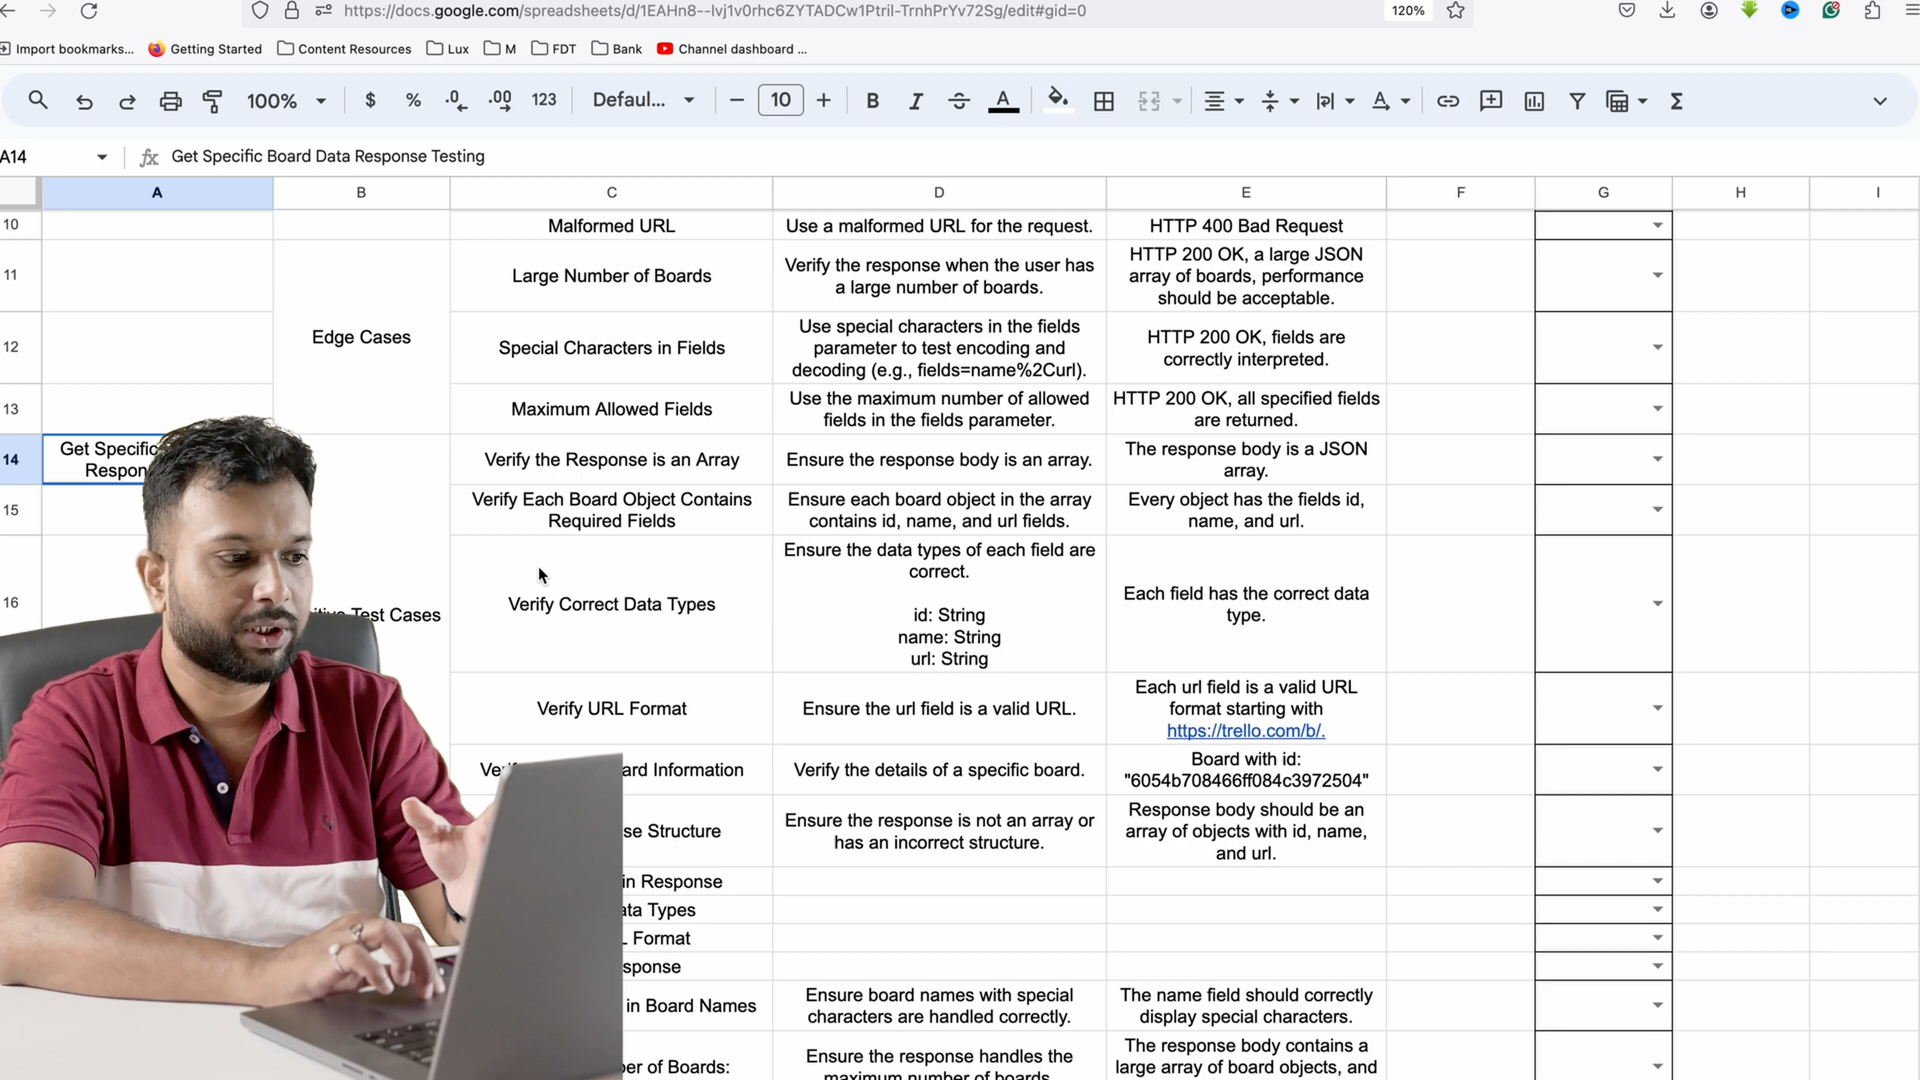 https://docs.google.com/spreadsheets/d/1EAHn8--lvj1v0rhc6ZYTADCw1PtriI-TrnhPrYv72Sg/edit#gid=0
120%
Import bookmarks...
Getting Started
Content Resources
Lux
M
FDT
Bank
Channel dashboard ...
100%
$
%
.0
.00
123
Defaul...
10
B
I
A
Σ
A14
fx
Get Specific Board Data Response Testing
A
B
C
D
E
F
G
H
I
10
Malformed URL
Use a malformed URL for the request.
HTTP 400 Bad Request
11
Large Number of Boards
Verify the response when the user has
a large number of boards.
HTTP 200 OK, a large JSON
array of boards, performance
should be acceptable.
Edge Cases
12
Special Characters in Fields
Use special characters in the fields
parameter to test encoding and
decoding (e.g., fields=name%2Curl).
HTTP 200 OK, fields are
correctly interpreted.
13
Maximum Allowed Fields
Use the maximum number of allowed
fields in the fields parameter.
HTTP 200 OK, all specified fields
are returned.
14
Get Specific
Respon
Verify the Response is an Array
Ensure the response body is an array.
The response body is a JSON
array.
15
Verify Each Board Object Contains
Required Fields
Ensure each board object in the array
contains id, name, and url fields.
Every object has the fields id,
name, and url.
16
Test Cases
Verify Correct Data Types
Ensure the data types of each field are
correct.
id: String
name: String
url: String
Each field has the correct data
type.
Verify URL Format
Ensure the url field is a valid URL.
Each url field is a valid URL
format starting with
https://trello.com/b/.
ard Information
Verify the details of a specific board.
Board with id:
"6054b708466ff084c3972504"
se Structure
Ensure the response is not an array or
has an incorrect structure.
Response body should be an
array of objects with id, name,
and url.
in Response
ata Types
L Format
sponse
in Board Names
Ensure board names with special
characters are handled correctly.
The name field should correctly
display special characters.
er of Boards:
Ensure the response handles the
maximum number of boards
The response body contains a
large array of board objects, and